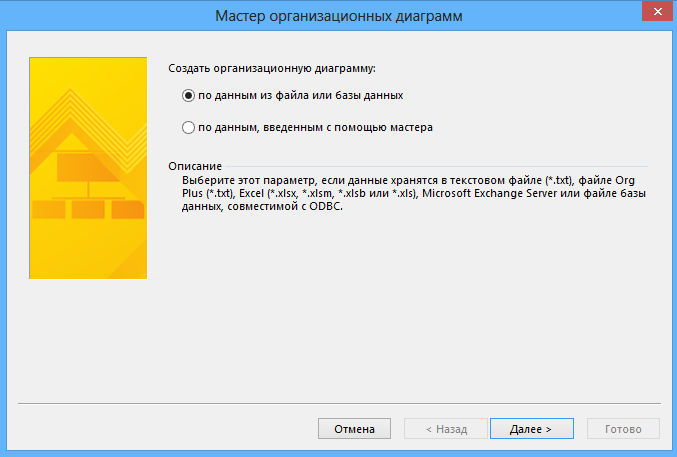 Мастер организационных диаграмм
Создать организационную диаграмму:
по данным из файла или базы данных
по данным, введенным с помощью мастера
Описание
Выберите этот параметр, если данные хранятся в текстовом файле (*.txt), файле Org
Plus (*.txt), Excel (*.xlsx, *.xlsm, *.xlsb или *.xls), Microsoft Exchange Server или файле базы
данных, совместимой с ODBC.
Отмена
< Назад
Далее >
Готово